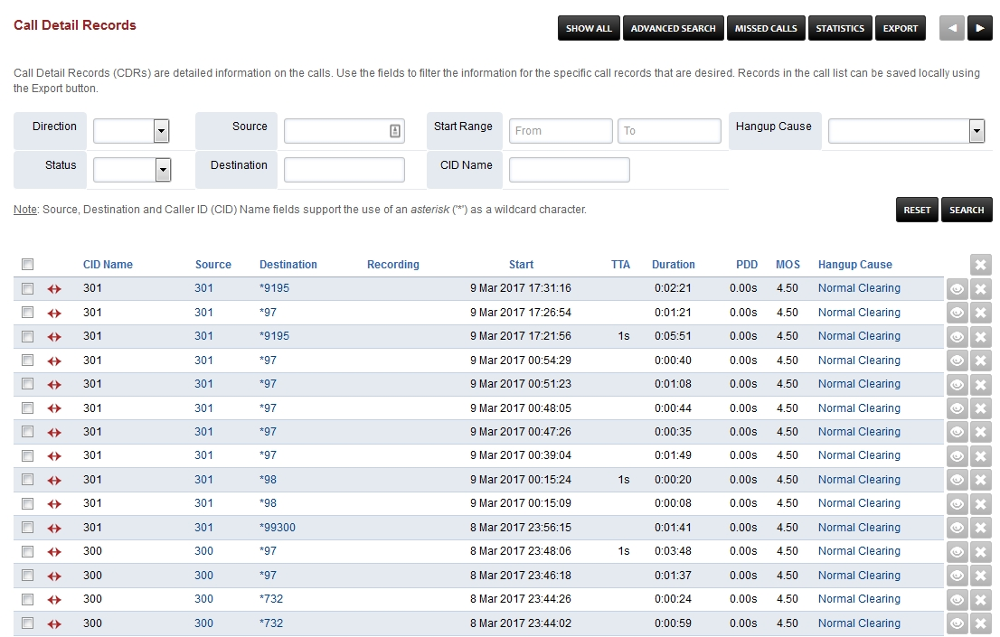 Call Detail Records
SHOW ALL ADVANCED SEARCH MISSED CALLS STATISTICS EXPORT
Call Detail Records (CDRs) are detailed information on the calls. Use the fields to filter the information for the specific call records that are desired. Records in the call list can be saved locally using
the Export button.
Direction Source Start Range From To Hangup Cause
Status Destination CID Name
Note: Source, Destination and Caller ID (CID) Name fields support the use of an asterisk ('*') as a wildcard character.
RESET SEARCH
CID Name Source Destination Recording Start TTA Duration PDD MOS Hangup Cause
301 301 *9195 9 Mar 2017 17:31:16 0:02:21 0.00s 4.50 Normal Clearing
301 301 *97 9 Mar 2017 17:26:54 0:01:21 0.00s 4.50 Normal Clearing
301 301 *9195 9 Mar 2017 17:21:56 1s 0:05:51 0.00s 4.50 Normal Clearing
301 301 *97 9 Mar 2017 00:54:29 0:00:40 0.00s 4.50 Normal Clearing
301 301 *97 9 Mar 2017 00:51:23 0:01:08 0.00s 4.50 Normal Clearing
301 301 *97 9 Mar 2017 00:48:05 0:00:44 0.00s 4.50 Normal Clearing
301 301 *97 9 Mar 2017 00:47:26 0:00:35 0.00s 4.50 Normal Clearing
301 301 *97 9 Mar 2017 00:39:04 0:01:49 0.00s 4.50 Normal Clearing
301 301 *98 9 Mar 2017 00:15:24 1s 0:00:20 0.00s 4.50 Normal Clearing
301 301 *98 9 Mar 2017 00:15:09 0:00:08 0.00s 4.50 Normal Clearing
301 301 *99300 8 Mar 2017 23:56:15 0:01:41 0.00s 4.50 Normal Clearing
300 300 *97 8 Mar 2017 23:48:06 1s 0:03:48 0.00s 4.50 Normal Clearing
300 300 *97 8 Mar 2017 23:46:18 0:01:37 0.00s 4.50 Normal Clearing
300 300 *732 8 Mar 2017 23:44:26 0:00:24 0.00s 4.50 Normal Clearing
300 300 *732 8 Mar 2017 23:44:02 0:00:59 0.00s 4.50 Normal Clearing